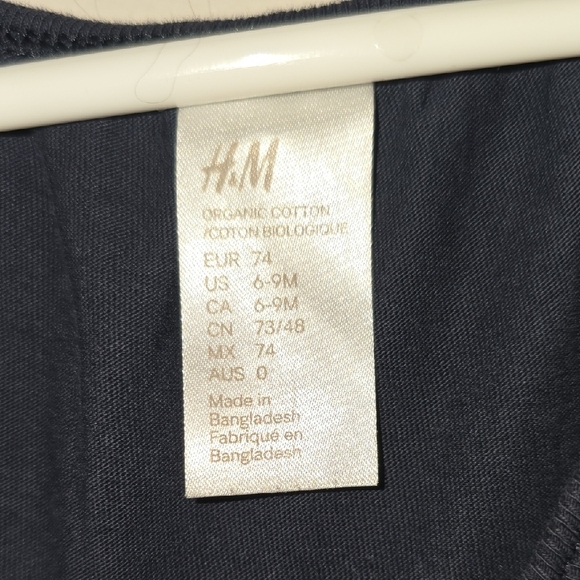 H&M
ORGANIC COTTON
/COTON BIOLOGIQUE
EUR 74
US 6-9M
CA 6-9M
CN 73/48
MX 74
AUS 0
Made in
Bangladesh
Fabriqué en
Bangladesh